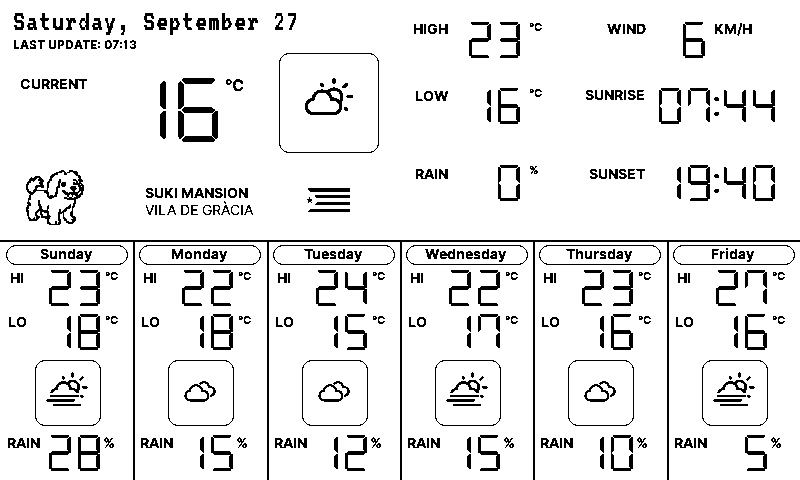 Saturday, September 27
LAST UPDATE: 07:13
CURRENT 16 °C
SUKI MANSION
VILA DE GRÀCIA
HIGH 23 °C
LOW 16 °C
RAIN 0 %
WIND 6 KM/H
SUNRISE 07:44
SUNSET 19:40
Sunday
HI 23 °C
LO 18 °C
RAIN 28 %
Monday
HI 22 °C
LO 18 °C
RAIN 15 %
Tuesday
HI 24 °C
LO 15 °C
RAIN 12 %
Wednesday
HI 22 °C
LO 17 °C
RAIN 15 %
Thursday
HI 23 °C
LO 16 °C
RAIN 10 %
Friday
HI 27 °C
LO 16 °C
RAIN 5 %